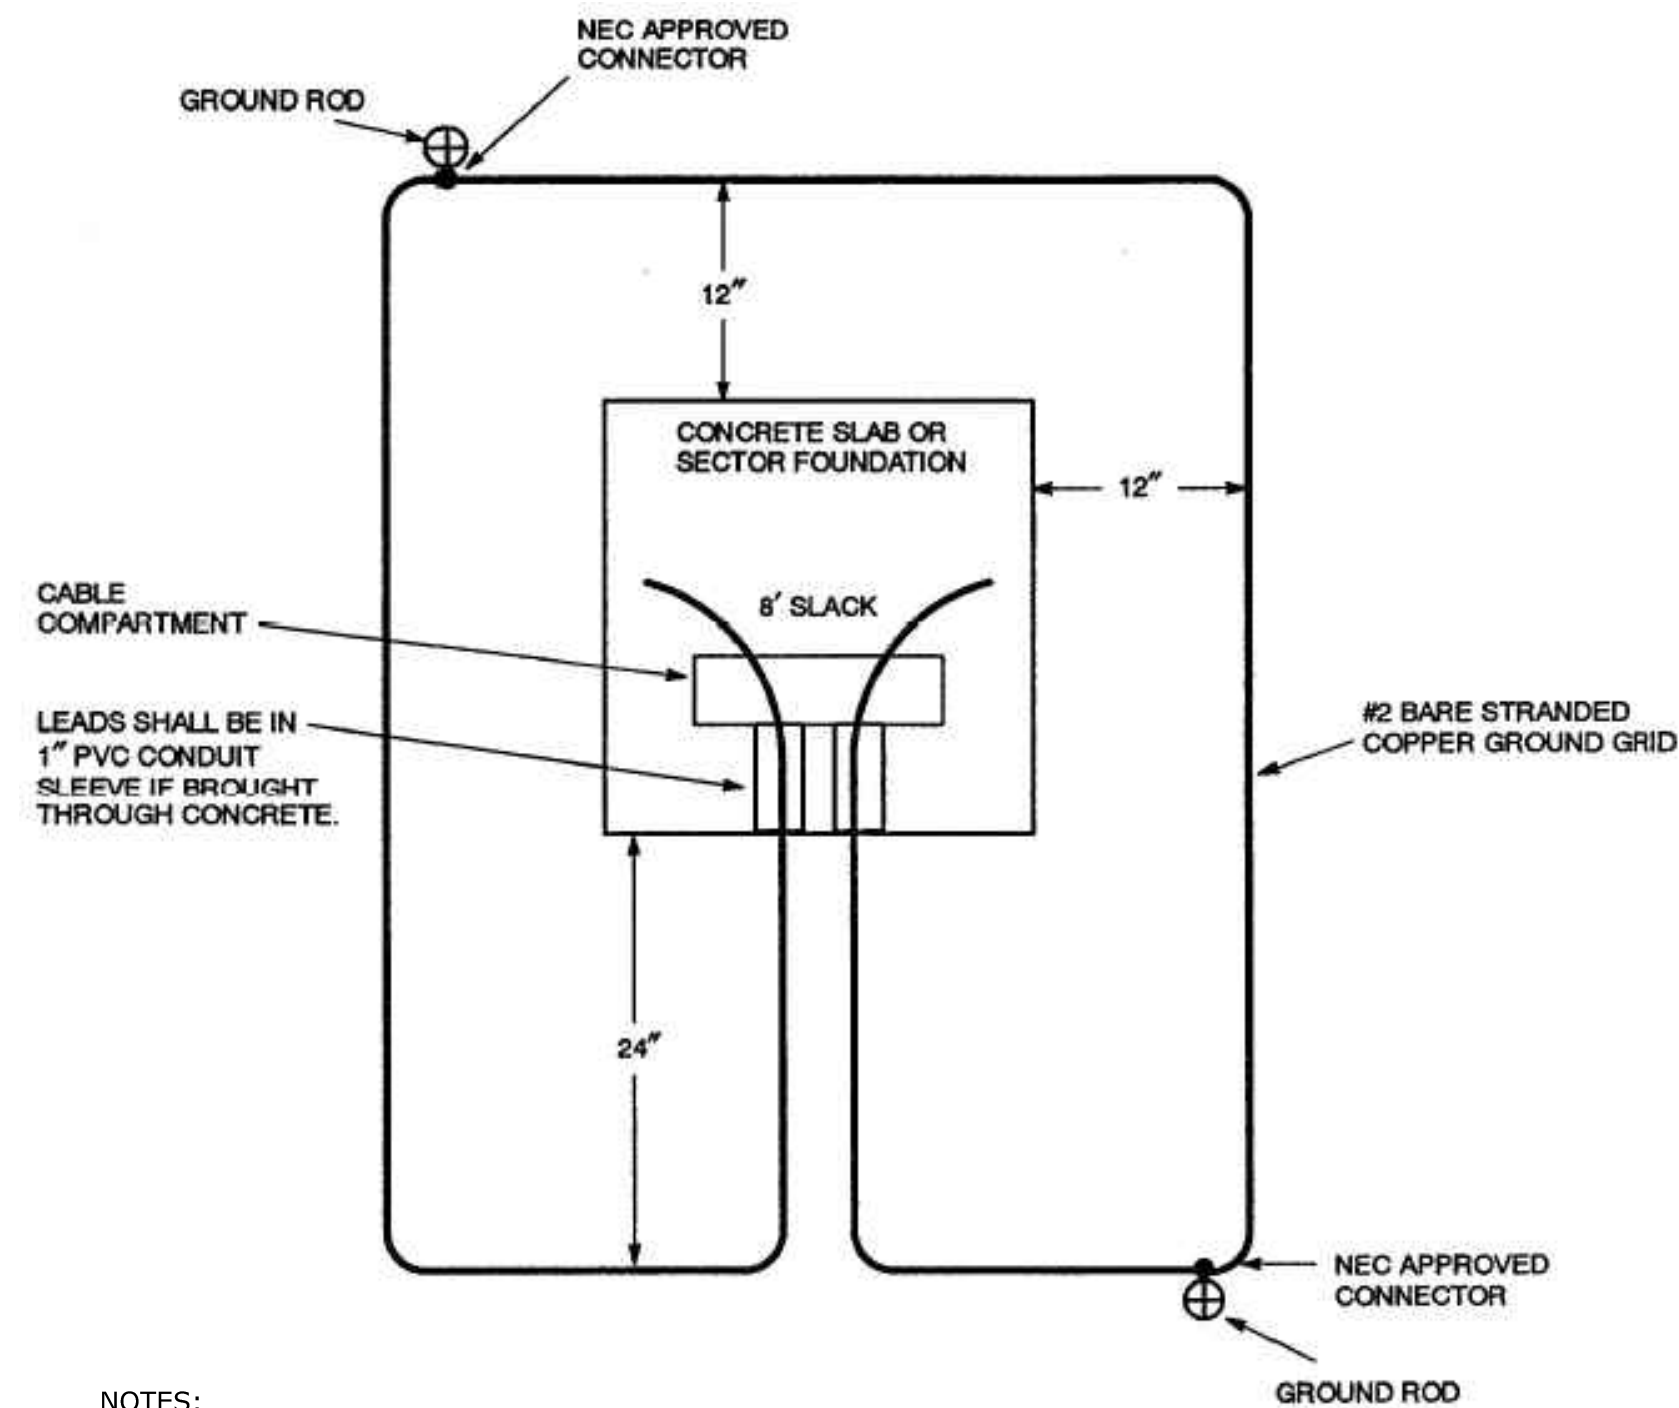 NEC APPROVED
CONNECTOR
GROUND ROD
12″
CONCRETE SLAB OR
SECTOR FOUNDATION
12″
CABLE
COMPARTMENT
8′ SLACK
LEADS SHALL BE IN
1″ PVC CONDUIT
SLEEVE IF BROUGHT
THROUGH CONCRETE.
#2 BARE STRANDED
COPPER GROUND GRID
24″
NEC APPROVED
CONNECTOR
GROUND ROD
NOTES: